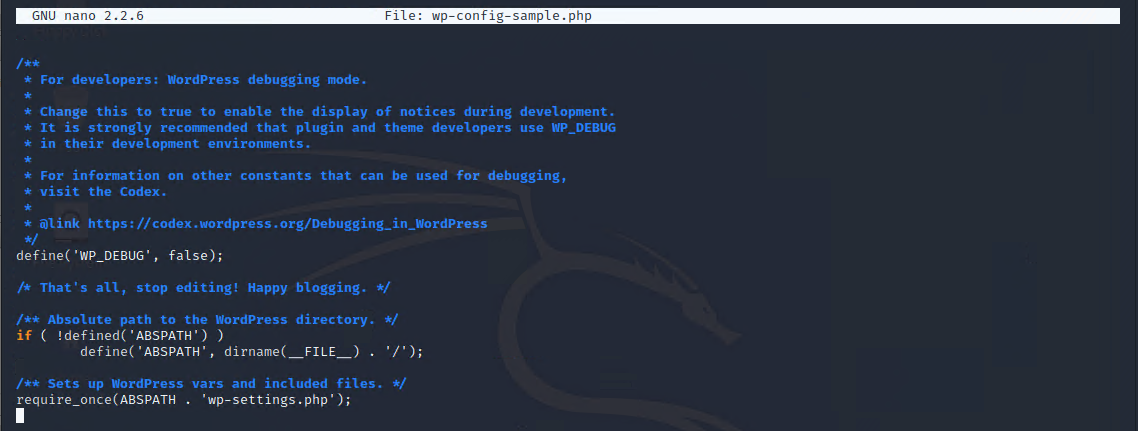 GNU nano 2.2.6 File: wp-config-sample.php
/**
* For developers: WordPress debugging mode.
*
* Change this to true to enable the display of notices during development.
* It is strongly recommended that plugin and theme developers use WP_DEBUG
* in their development environments.
*
* For information on other constants that can be used for debugging,
* visit the Codex.
*
* @link https://codex.wordpress.org/Debugging_in_WordPress
*/
define('WP_DEBUG', false);
/* That's all, stop editing! Happy blogging. */
/** Absolute path to the WordPress directory. */
if ( !defined('ABSPATH') )
define('ABSPATH', dirname(__FILE__) . '/');
/** Sets up WordPress vars and included files. */
require_once(ABSPATH . 'wp-settings.php');